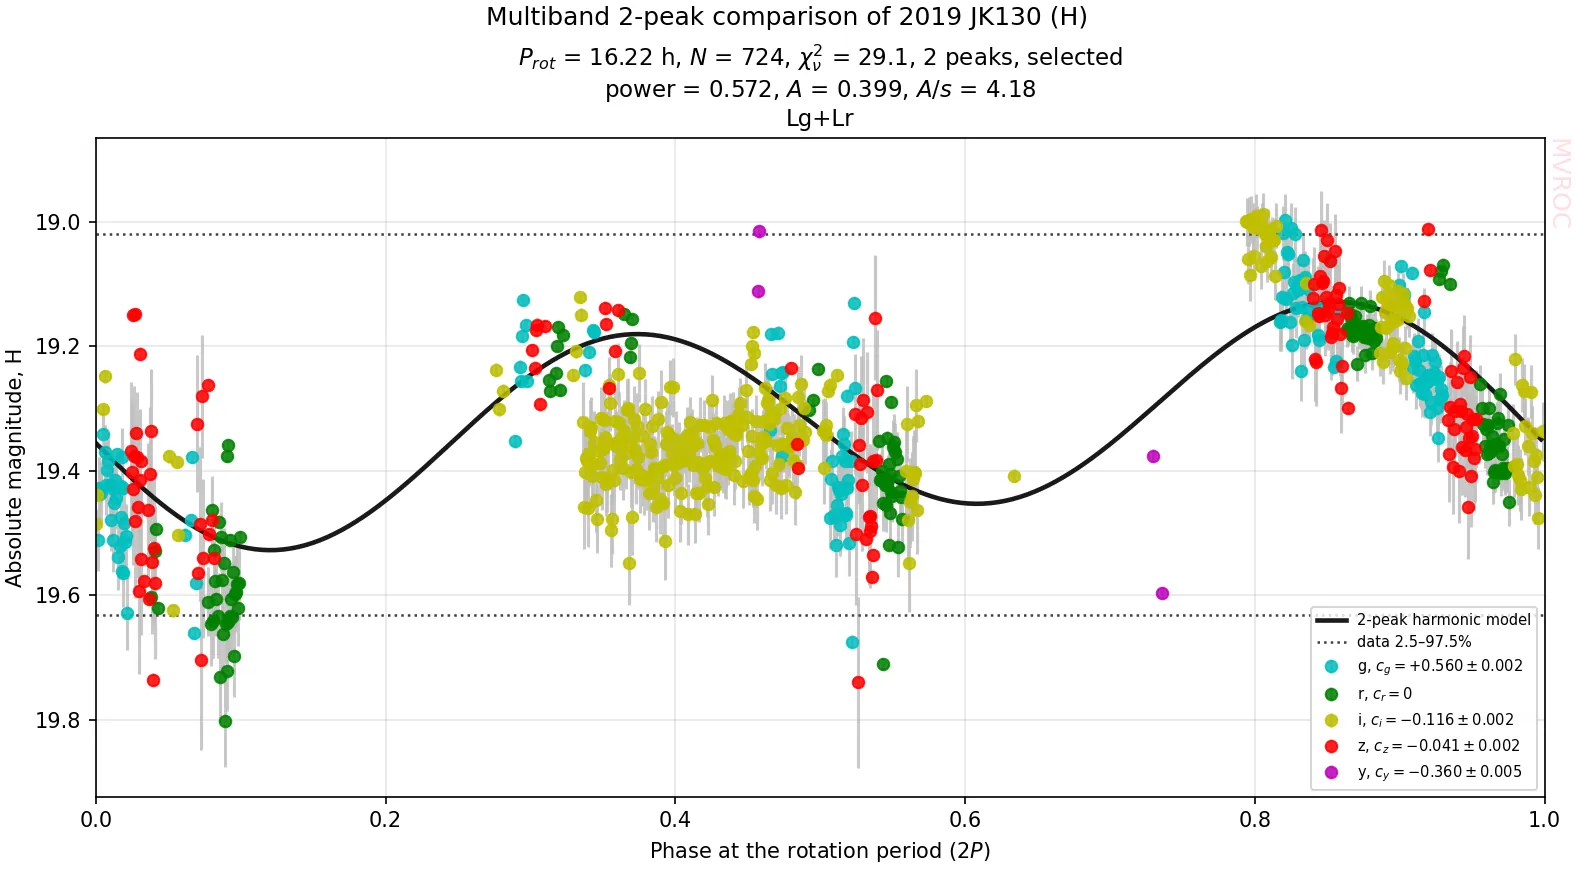 Multiband 2-peak comparison of 2019 JK130 (H)
P_rot = 16.22 h, N = 724, χ²_ν = 29.1, 2 peaks, selected
power = 0.572, A = 0.399, A/s = 4.18
Lg+Lr
MVROC
Absolute magnitude, H
19.0
19.2
19.4
19.6
19.8
2-peak harmonic model
data 2.5–97.5%
g, c_g = +0.560 ± 0.002
r, c_r = 0
i, c_i = −0.116 ± 0.002
z, c_z = −0.041 ± 0.002
y, c_y = −0.360 ± 0.005
0.0 0.2 0.4 0.6 0.8 1.0
Phase at the rotation period (2P)